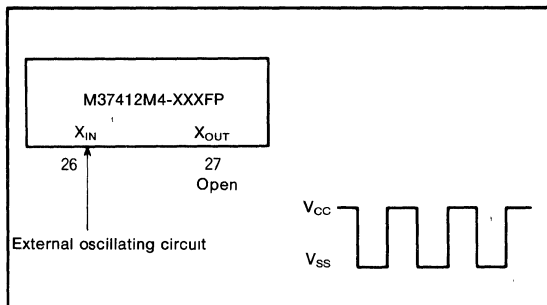 M37412M4-XXXFP
XIN XOUT
26 27
Open
External oscillating circuit
VCC
VSS